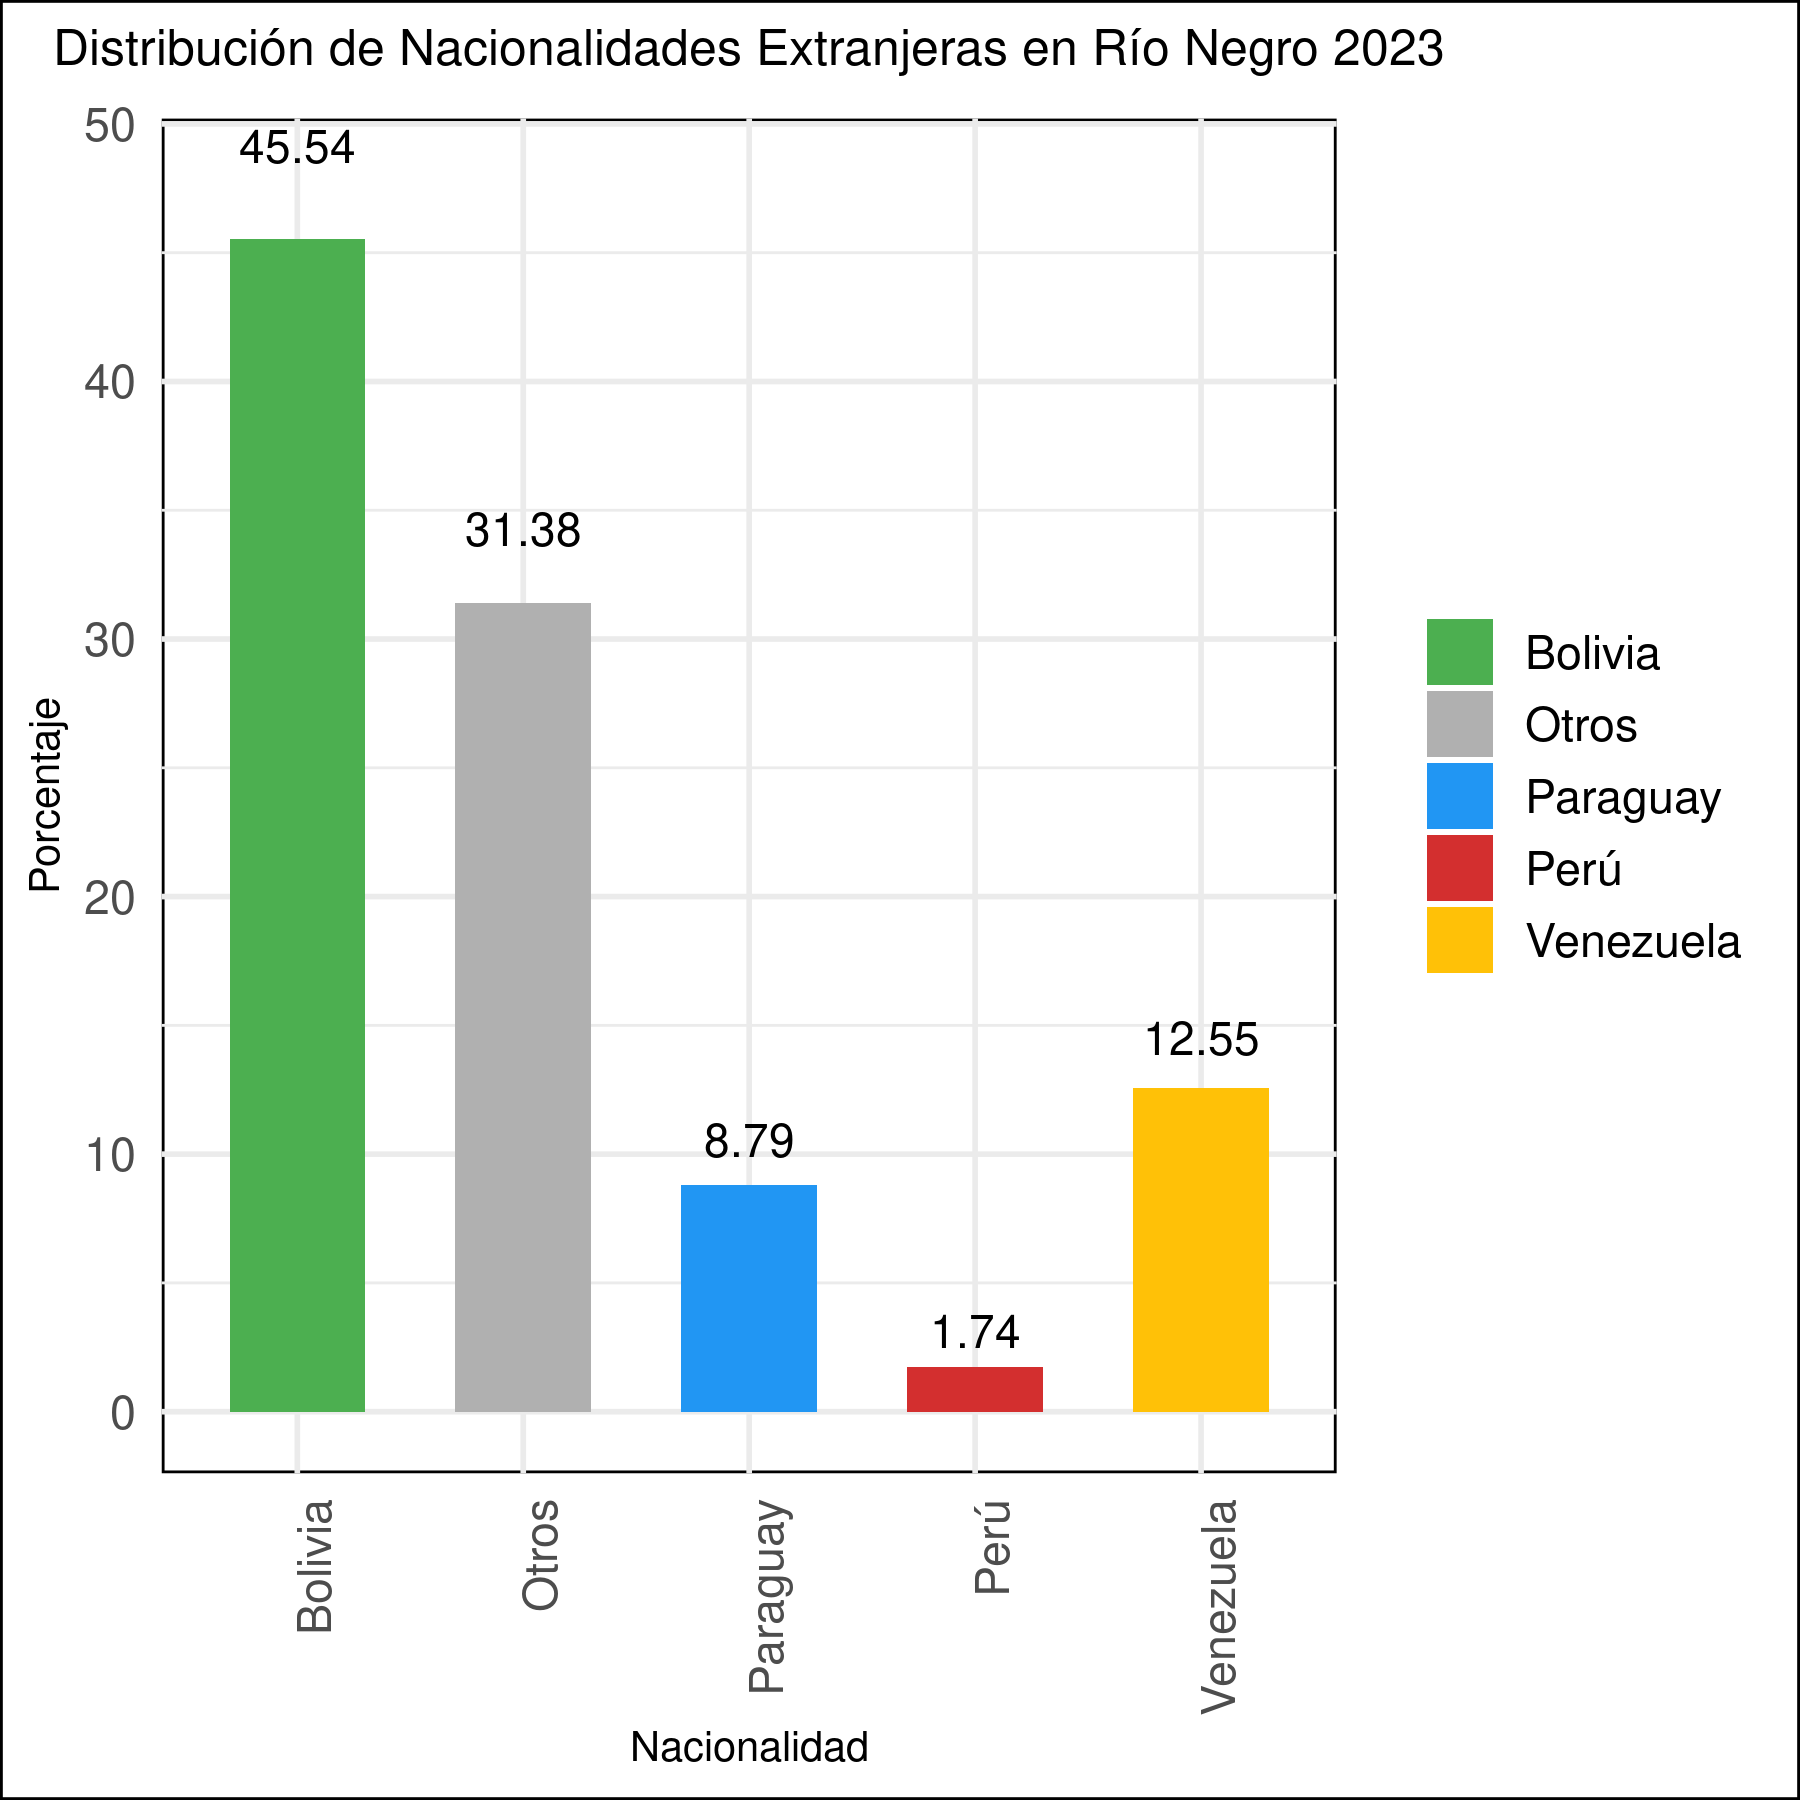 Distribución de Nacionalidades Extranjeras en Río Negro 2023
Porcentaje
50
40
30
20
10
0
45.54
31.38
8.79
1.74
12.55
Bolivia
Otros
Paraguay
Perú
Venezuela
Nacionalidad
Bolivia
Otros
Paraguay
Perú
Venezuela